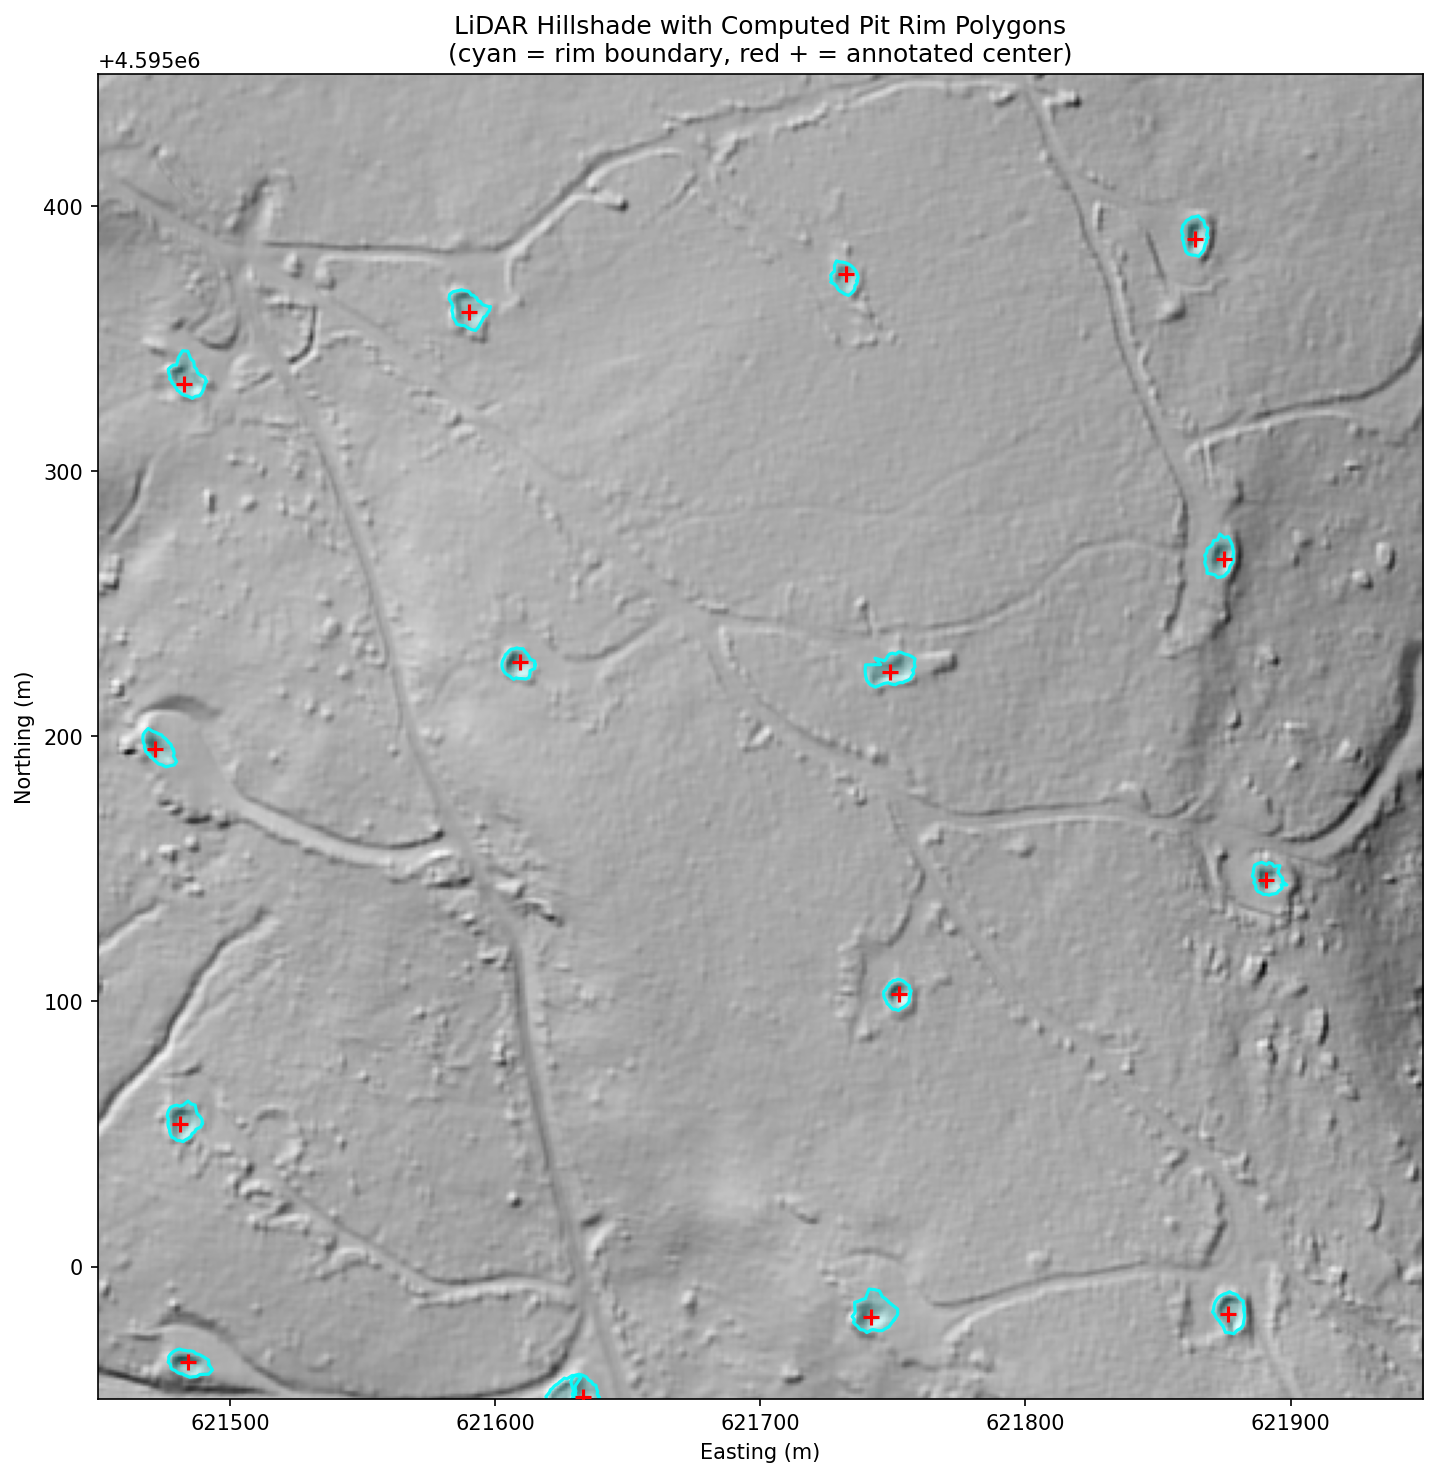 LiDAR Hillshade with Computed Pit Rim Polygons
(cyan = rim boundary, red + = annotated center)
+4.595e6
400
300
200
100
0
Northing (m)
621500 621600 621700 621800 621900
Easting (m)